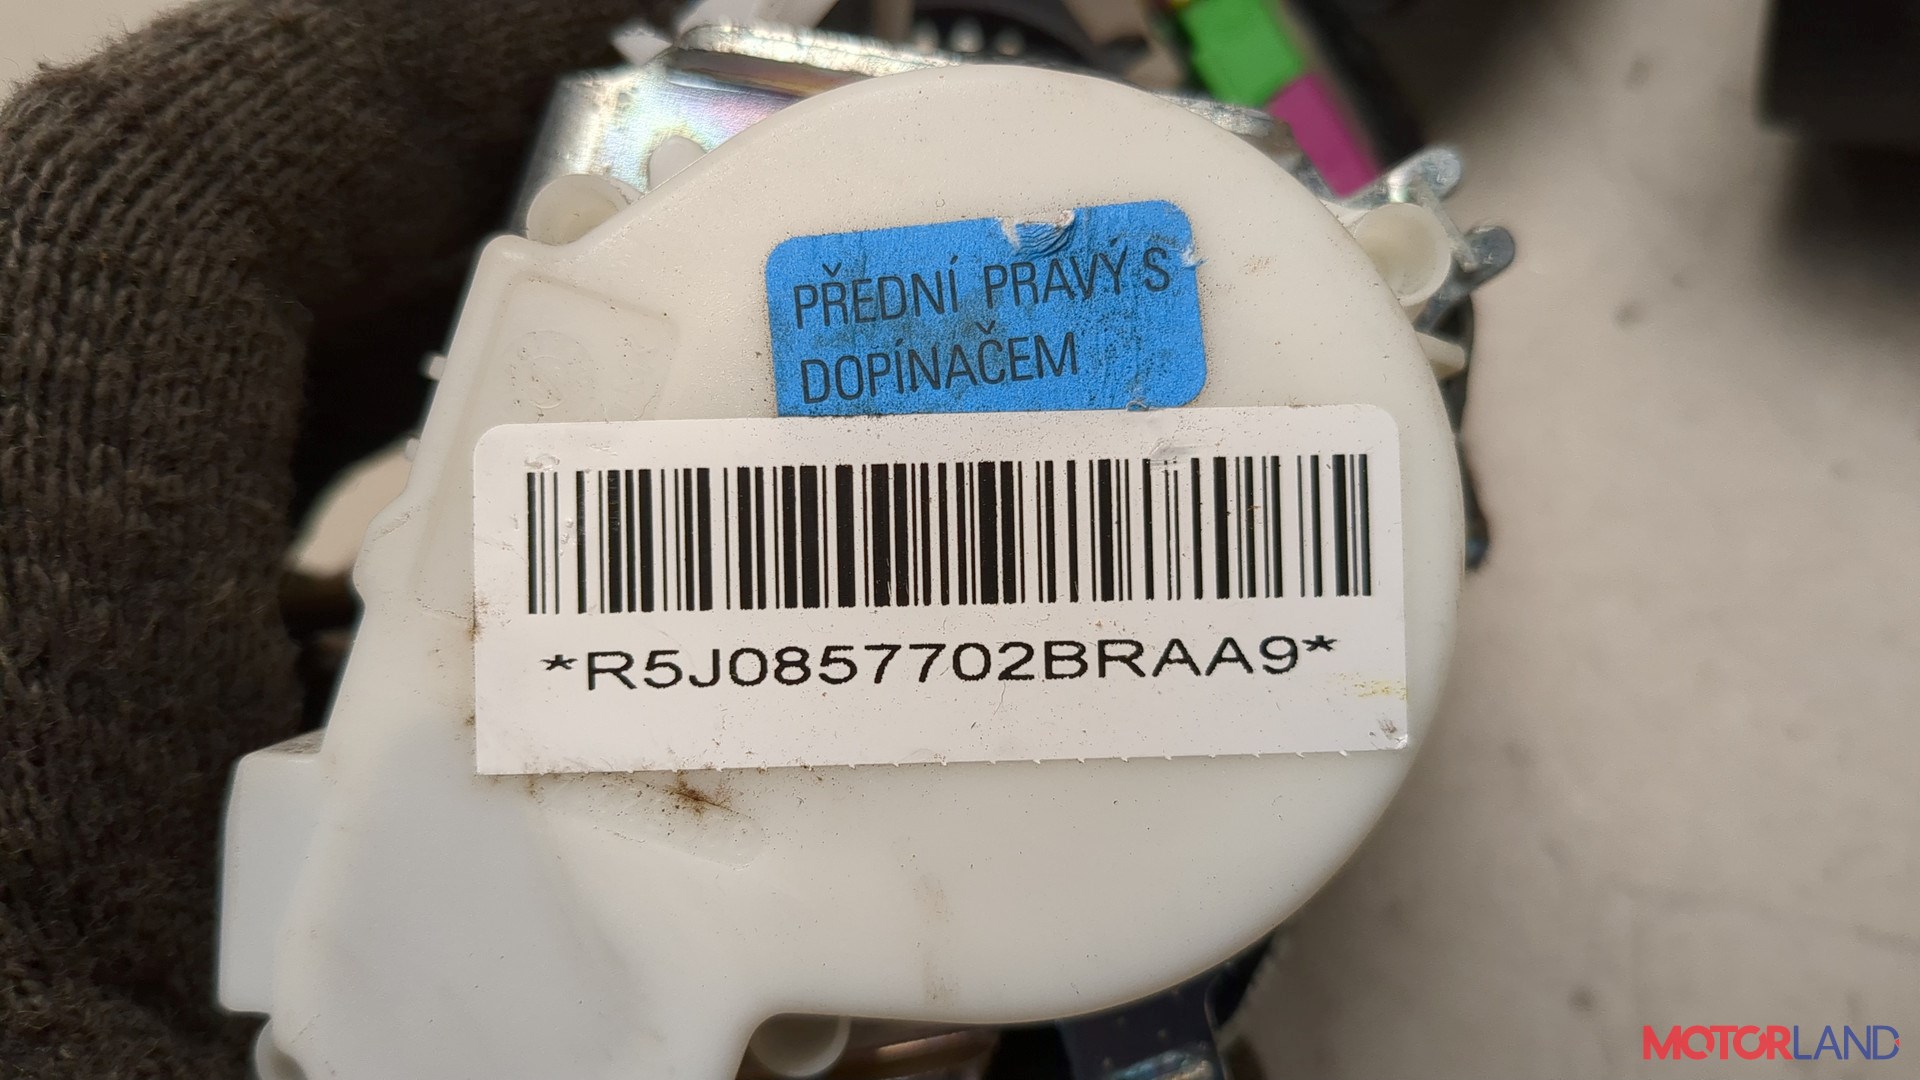 PŘEDNÍ PRAVÝ S
DOPÍNAČEM
*R5J0857702BRAA9*
MOTORLAND